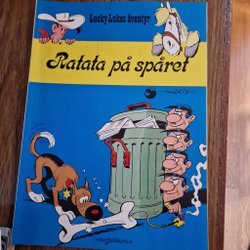 Lucky Lukes Äventyr
Ratata på spåret